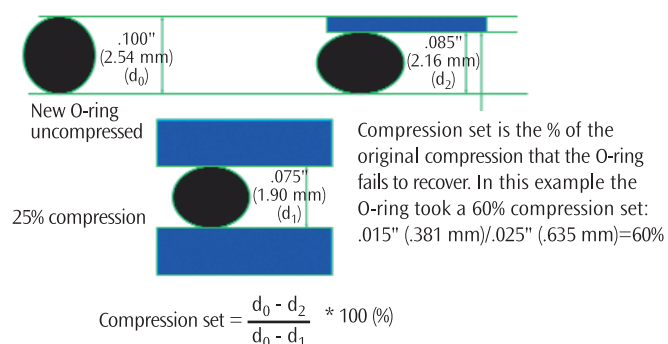 .100"
(2.54 mm)
(d₀)
.085"
(2.16 mm)
(d₂)
New O-ring
uncompressed
.075"
(1.90 mm)
(d₁)
25% compression
Compression set is the % of the
original compression that the O-ring
fails to recover. In this example the
O-ring took a 60% compression set:
.015" (.381 mm)/.025" (.635 mm)=60%
Compression set = d₀ - d₂ / d₀ - d₁ * 100 (%)